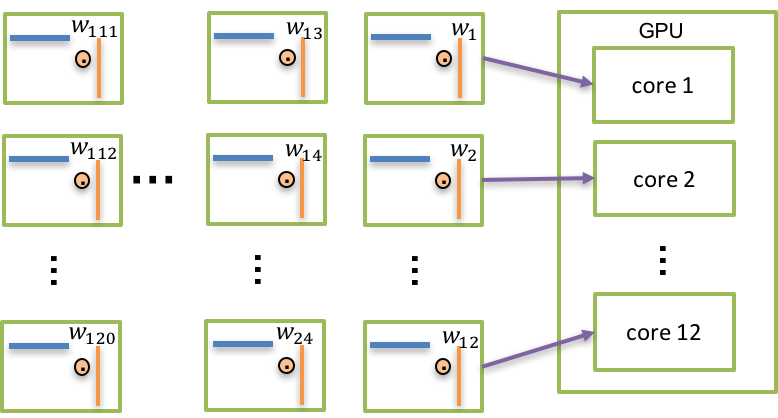 w₁₁₁ w₁₃ w₁ GPU
core 1
w₁₁₂ w₁₄ w₂ core 2
w₁₂₀ w₂₄ w₁₂ core 12